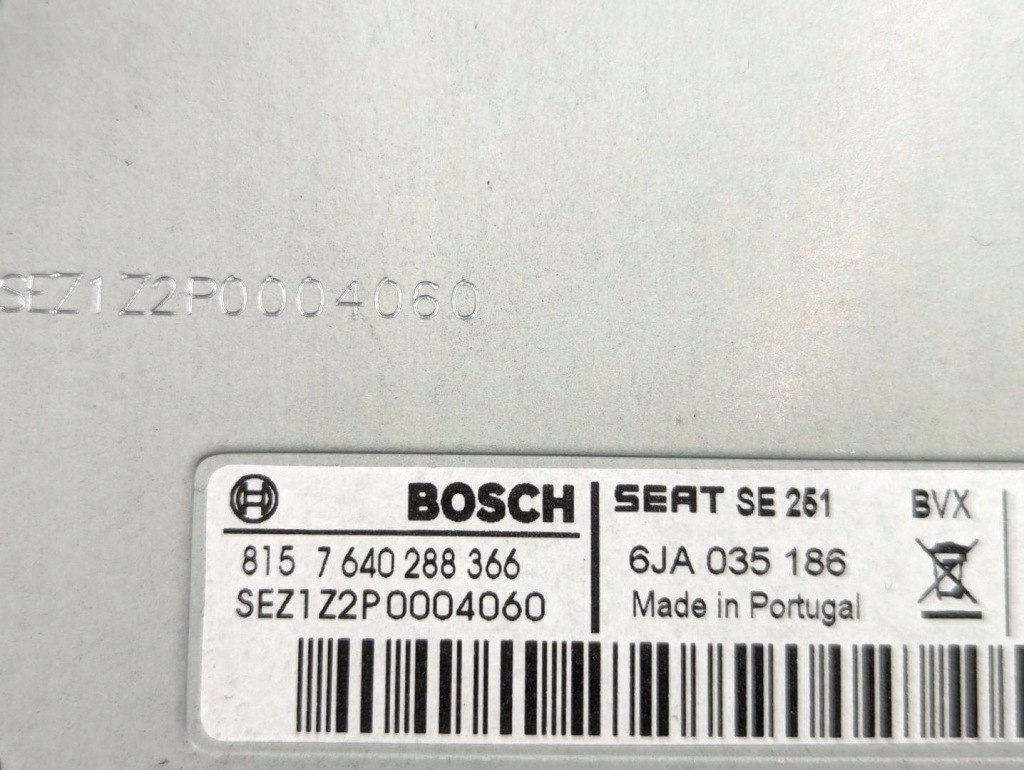 SEZ1Z2P0004060
BOSCH
815 7 640 288 366
SEZ1Z2P0004060
SEAT SE 251 BVX
6JA 035 186
Made in Portugal